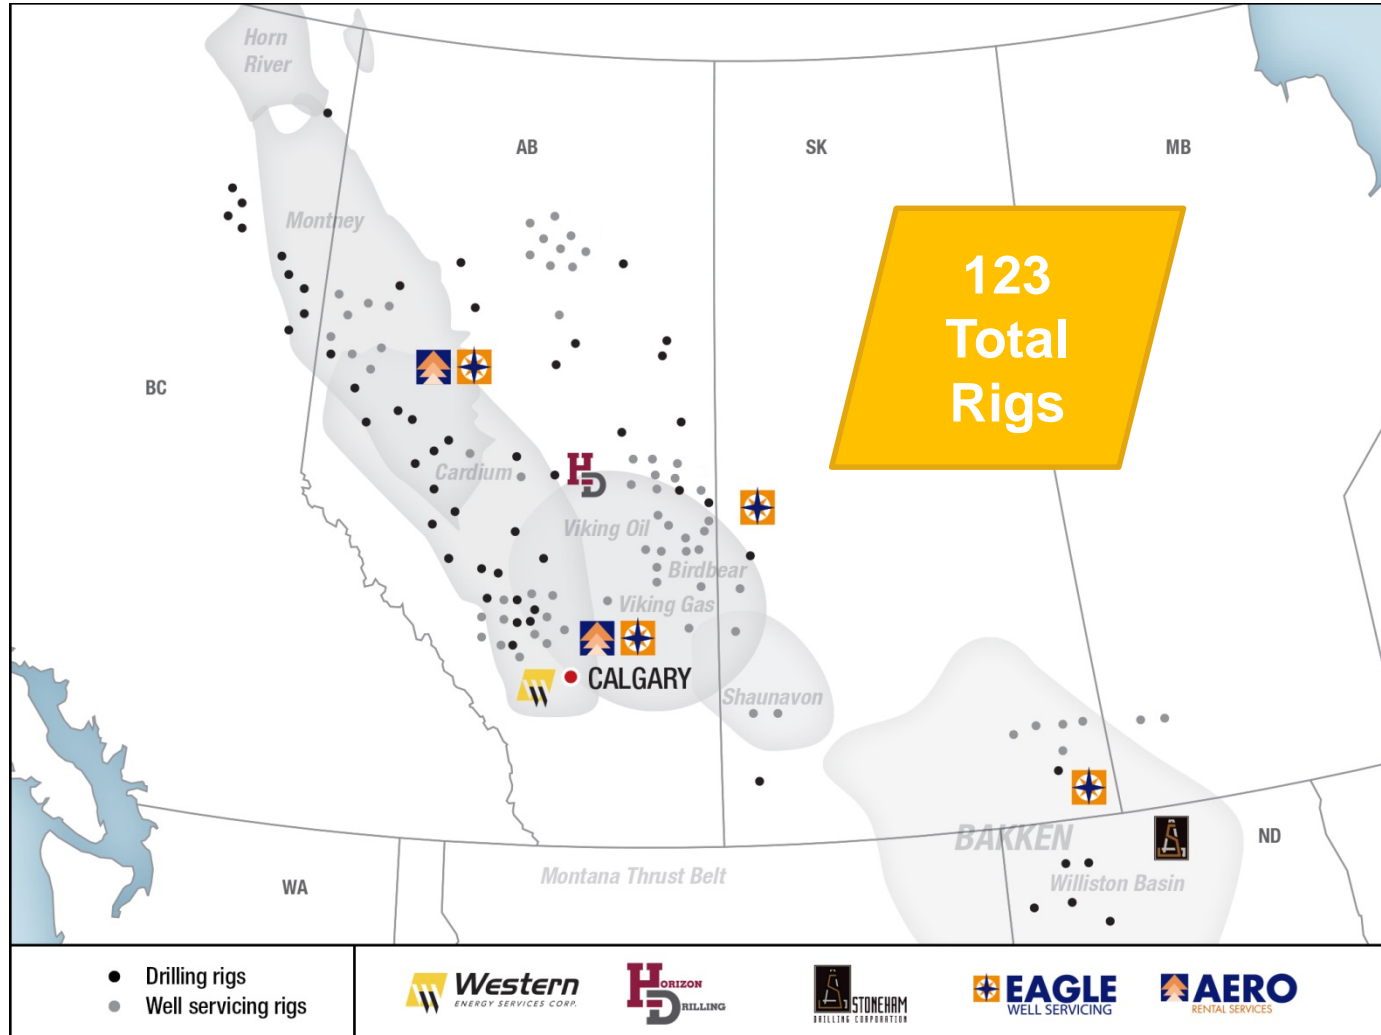 Horn
River
AB
SK
MB
Montney
123
Total
Rigs
BC
Cardium
HD
Viking Oil
Birdbear
Viking Gas
CALGARY
Shaunavon
BAKKEN
ND
Williston Basin
Montana Thrust Belt
WA
Drilling rigs
Well servicing rigs
Western
ENERGY SERVICES CORP.
HORIZON
DRILLING
STONEHAM
DRILLING CORPORATION
EAGLE
WELL SERVICING
AERO
RENTAL SERVICES